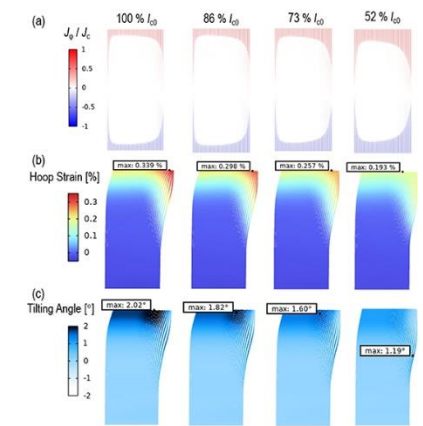 100 % Ic0 86 % Ic0 73 % Ic0 52 % Ic0
(a)
Jφ / Jc
1
0.5
0
-0.5
-1
(b)
Hoop Strain [%]
max: 0.339 % max: 0.298 % max: 0.257 % max: 0.193 %
0.3
0.2
0.1
0
(c)
Tilting Angle [°]
max: 2.02° max: 1.82° max: 1.60°
max: 1.19°
2
1
0
-1
-2